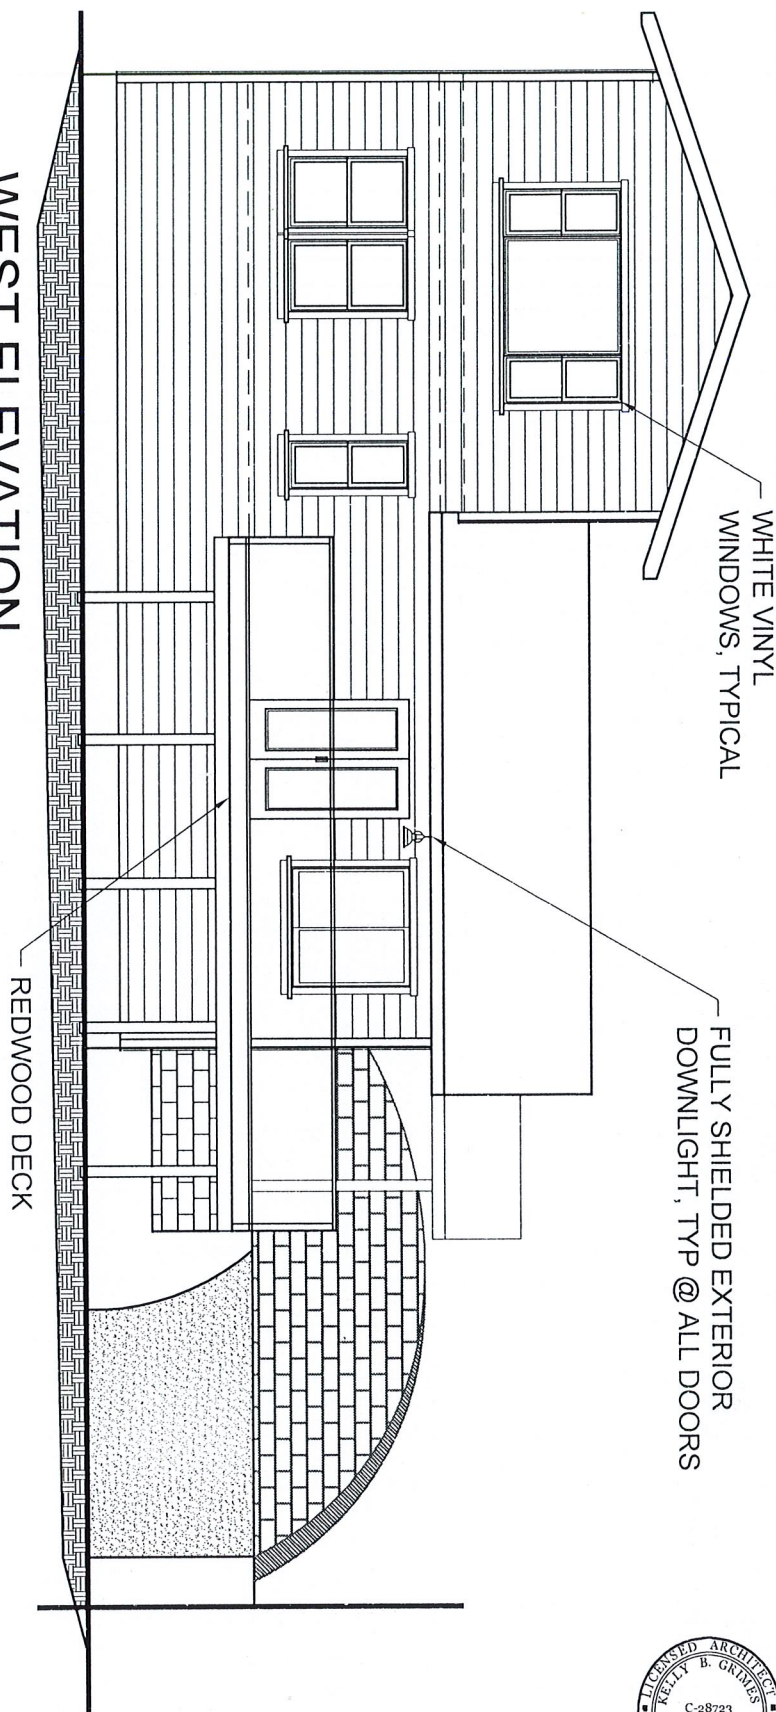 WHITE VINYL
WINDOWS, TYPICAL
FULLY SHIELDED EXTERIOR
DOWNLIGHT, TYP @ ALL DOORS
REDWOOD DECK
WEST ELEVATION
LICENSED ARCHITECT
KELLY B. GRIMES
C-28723